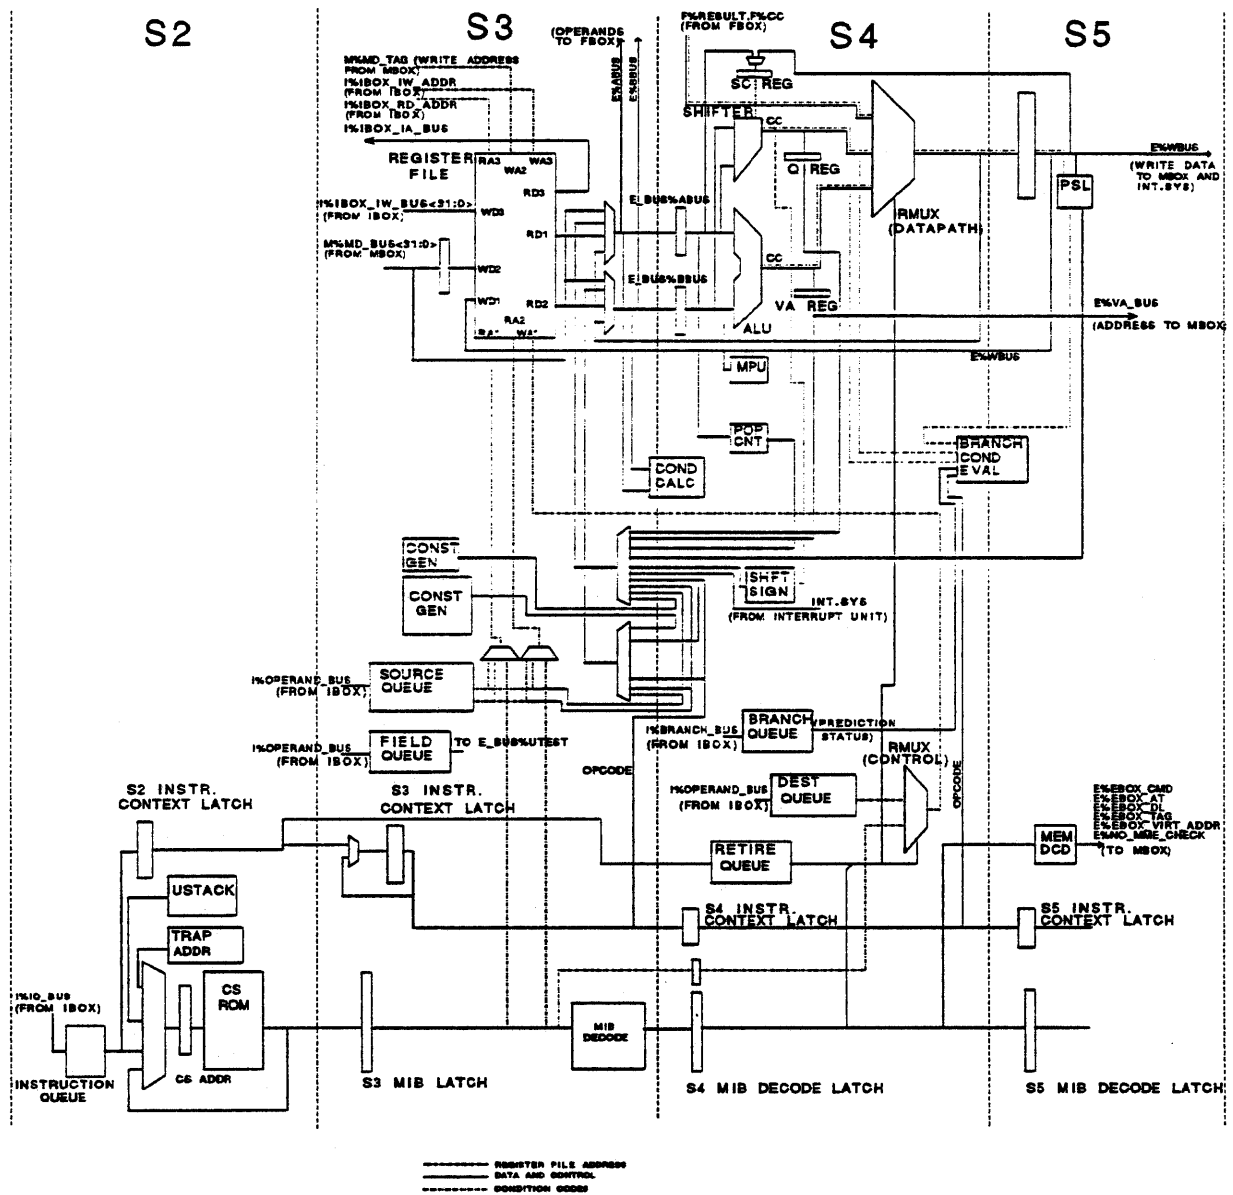 S2
S3
S4
S5
(OPERANDS
TO FBOX)
F%RESULT,F%CC
(FROM FBOX)
M%MD_TAG (WRITE ADDRESS
FROM MBOX)
I%IBOX_IW_ADDR
(FROM IBOX)
I%IBOX_RD_ADDR
(FROM IBOX)
I%IBOX_IA_BUS
E%ABUS
E%BBUS
SC REG
SHIFTER
CC
Q REG
REGISTER
FILE
RA3
WA3
WA2
RD3
I%IBOX_IW_BUS<31:0>
(FROM IBOX)
WD3
RD1
M%MD_BUS<31:0>
(FROM MBOX)
WD2
WD1
RD2
RA2
RA1
WA1
E_BUS%ABUS
E_BUS%BBUS
CC
VA REG
ALU
RMUX
(DATAPATH)
PSL
E%WBUS
(WRITE DATA
TO MBOX AND
INT.SYS)
E%VA_BUS
(ADDRESS TO MBOX)
E%WBUS
MPU
POP
CNT
COND
CALC
BRANCH
COND
EVAL
CONST
GEN
CONST
GEN
SHFT
SIGN
INT.SYS
(FROM INTERRUPT UNIT)
I%OPERAND_BUS
(FROM IBOX)
SOURCE
QUEUE
I%OPERAND_BUS
(FROM IBOX)
FIELD
QUEUE
TO E_BUS%UTEST
I%BRANCH_BUS
(FROM IBOX)
BRANCH
QUEUE
(PREDICTION
STATUS)
RMUX
(CONTROL)
OPCODE
OPCODE
I%OPERAND_BUS
(FROM IBOX)
DEST
QUEUE
S2 INSTR.
CONTEXT LATCH
S3 INSTR.
CONTEXT LATCH
RETIRE
QUEUE
MEM
DCD
E%EBOX_CMD
E%EBOX_AT
E%EBOX_DL
E%EBOX_TAG
E%EBOX_VIRT_ADDR
E%NO_MME_CHECK
(TO MBOX)
USTACK
TRAP
ADDR
S4 INSTR.
CONTEXT LATCH
S5 INSTR.
CONTEXT LATCH
I%IQ_BUS
(FROM IBOX)
CS
ROM
MIB
DECODE
INSTRUCTION
QUEUE
CS ADDR
S3 MIB LATCH
S4 MIB DECODE LATCH
S5 MIB DECODE LATCH
REGISTER FILE ADDRESS
DATA AND CONTROL
CONDITION CODES